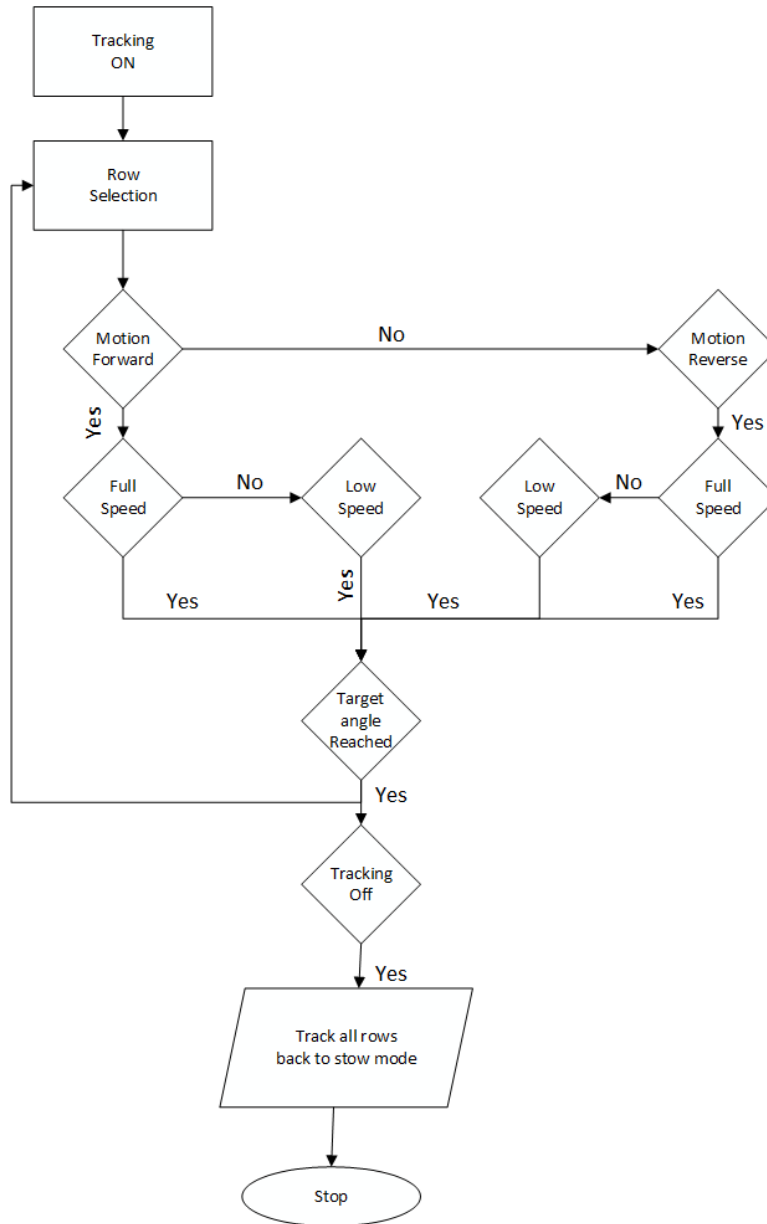 Tracking
ON
Row
Selection
Motion
Forward
No
Motion
Reverse
Yes
Yes
Full
Speed
No
Low
Speed
Low
Speed
No
Full
Speed
Yes
Yes
Yes
Yes
Target
angle
Reached
Yes
Tracking
Off
Yes
Track all rows
back to stow mode
Stop